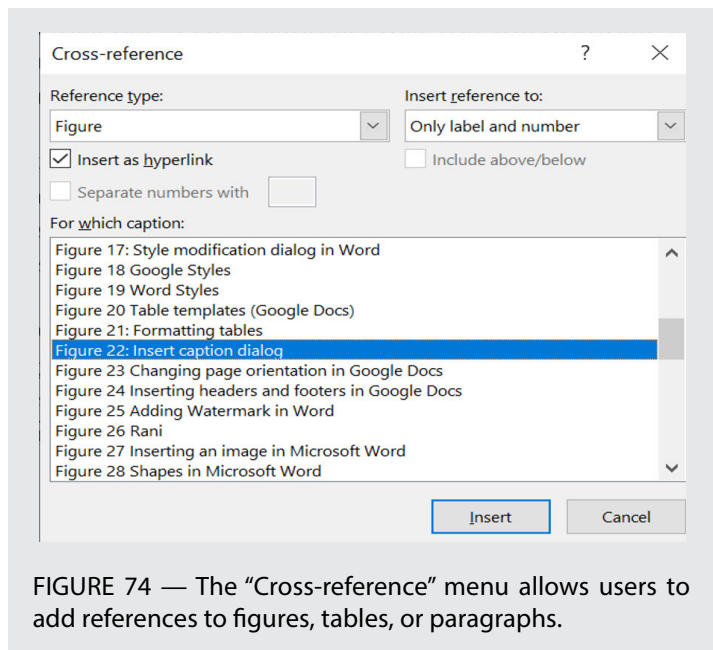 Cross-reference ?
Reference type: Insert reference to:
Figure Only label and number
Insert as hyperlink Include above/below
Separate numbers with
For which caption:
Figure 17: Style modification dialog in Word
Figure 18 Google Styles
Figure 19 Word Styles
Figure 20 Table templates (Google Docs)
Figure 21: Formatting tables
Figure 22: Insert caption dialog
Figure 23 Changing page orientation in Google Docs
Figure 24 Inserting headers and footers in Google Docs
Figure 25 Adding Watermark in Word
Figure 26 Rani
Figure 27 Inserting an image in Microsoft Word
Figure 28 Shapes in Microsoft Word
Insert Cancel
FIGURE 74 — The “Cross-reference” menu allows users to
add references to figures, tables, or paragraphs.